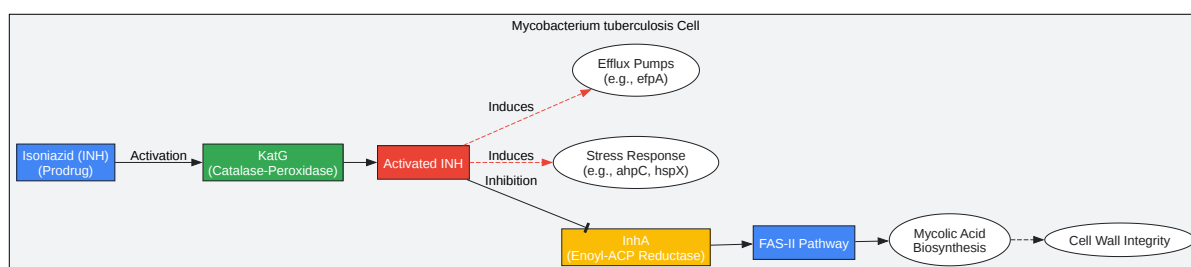 Mycobacterium tuberculosis Cell
Efflux Pumps
(e.g., efpA)
Induces
Isoniazid (INH)
(Prodrug)
Activation
KatG
(Catalase-Peroxidase)
Activated INH
Induces
Stress Response
(e.g., ahpC, hspX)
Inhibition
InhA
(Enoyl-ACP Reductase)
FAS-II Pathway
Mycolic Acid
Biosynthesis
Cell Wall Integrity